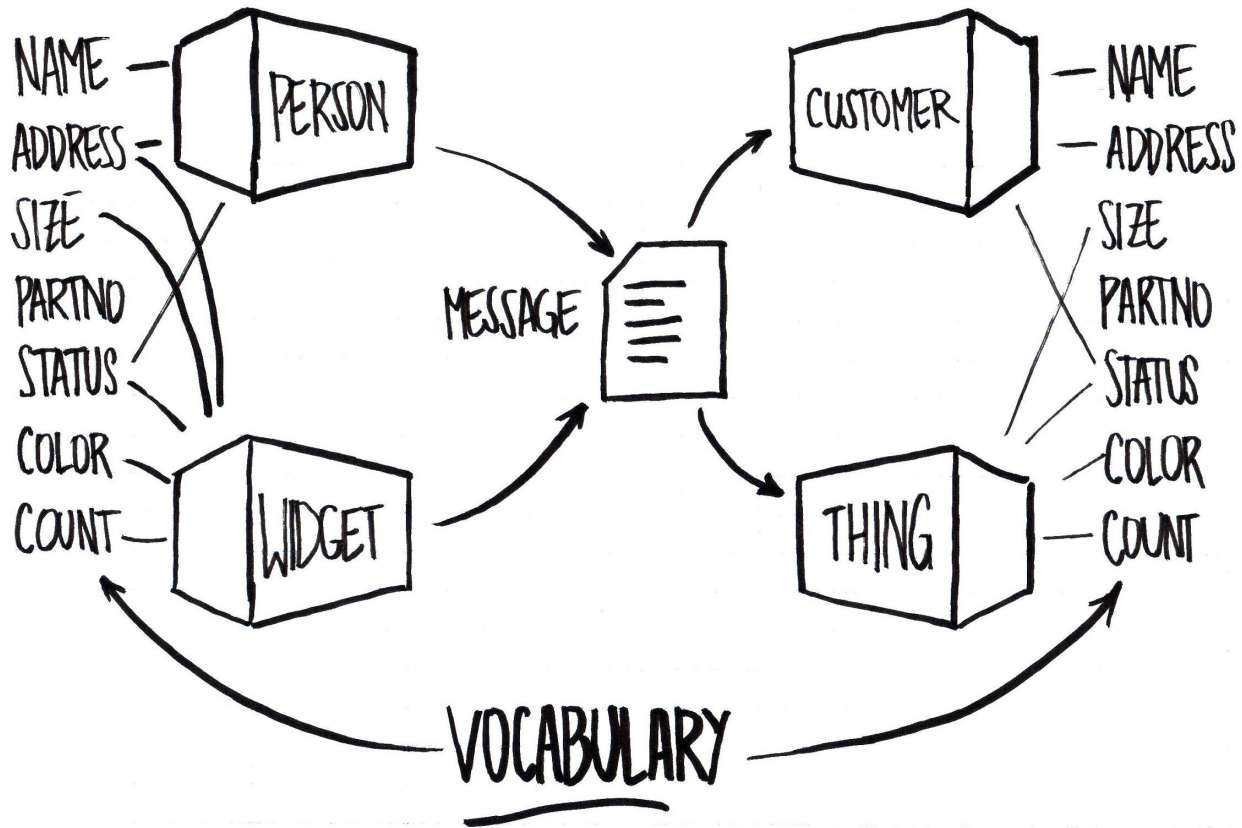 NAME
ADDRESS
SIZE
PARTNO
STATUS
COLOR
COUNT
PERSON
WIDGET
MESSAGE
CUSTOMER
THING
NAME
ADDRESS
SIZE
PARTNO
STATUS
COLOR
COUNT
VOCABULARY